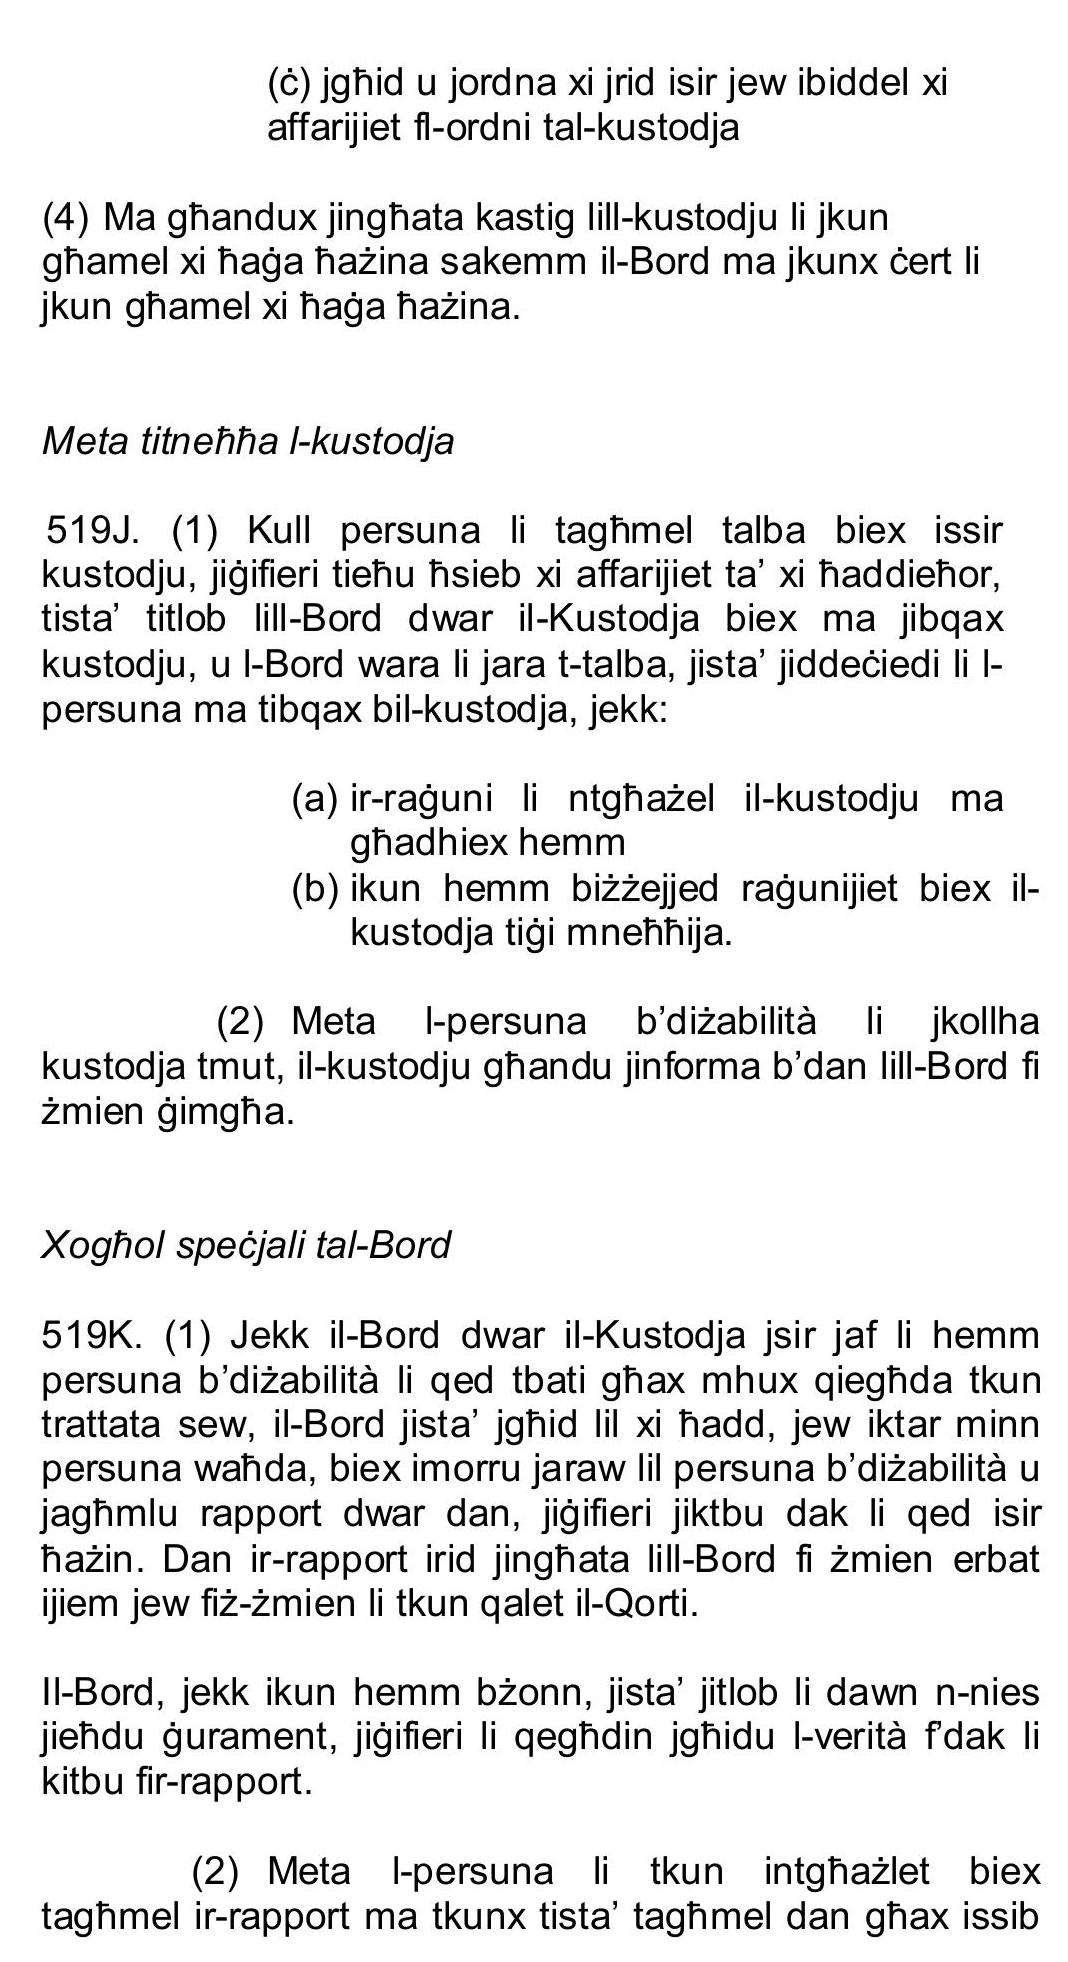 (ċ) jgħid u jordna xi jrid isir jew ibiddel xi
affarijiet fl-ordni tal-kustodja
(4) Ma għandux jingħata kastig lill-kustodju li jkun
għamel xi ħaġa ħażina sakemm il-Bord ma jkunx ċert li
jkun għamel xi ħaġa ħażina.
Meta titneħħa l-kustodja
519J. (1) Kull persuna li tagħmel talba biex issir
kustodju, jiġifieri tieħu ħsieb xi affarijiet ta’ xi ħaddieħor,
tista’ titlob lill-Bord dwar il-Kustodja biex ma jibqax
kustodju, u l-Bord wara li jara t-talba, jista’ jiddeċiedi li l-
persuna ma tibqax bil-kustodja, jekk:
(a) ir-raġuni li ntgħażel il-kustodju ma
għadhiex hemm
(b) ikun hemm biżżejjed raġunijiet biex il-
kustodja tiġi mneħħija.
(2) Meta l-persuna b’diżabilità li jkollha
kustodja tmut, il-kustodju għandu jinforma b’dan lill-Bord fi
żmien ġimgħa.
Xogħol speċjali tal-Bord
519K. (1) Jekk il-Bord dwar il-Kustodja jsir jaf li hemm
persuna b’diżabilità li qed tbati għax mhux qiegħda tkun
trattata sew, il-Bord jista’ jgħid lil xi ħadd, jew iktar minn
persuna waħda, biex imorru jaraw lil persuna b’diżabilità u
jagħmlu rapport dwar dan, jiġifieri jiktbu dak li qed isir
ħażin. Dan ir-rapport irid jingħata lill-Bord fi żmien erbat
ijiem jew fiż-żmien li tkun qalet il-Qorti.
Il-Bord, jekk ikun hemm bżonn, jista’ jitlob li dawn n-nies
jieħdu ġurament, jiġifieri li qegħdin jgħidu l-verità f’dak li
kitbu fir-rapport.
(2) Meta l-persuna li tkun intgħażlet biex
tagħmel ir-rapport ma tkunx tista’ tagħmel dan għax issib